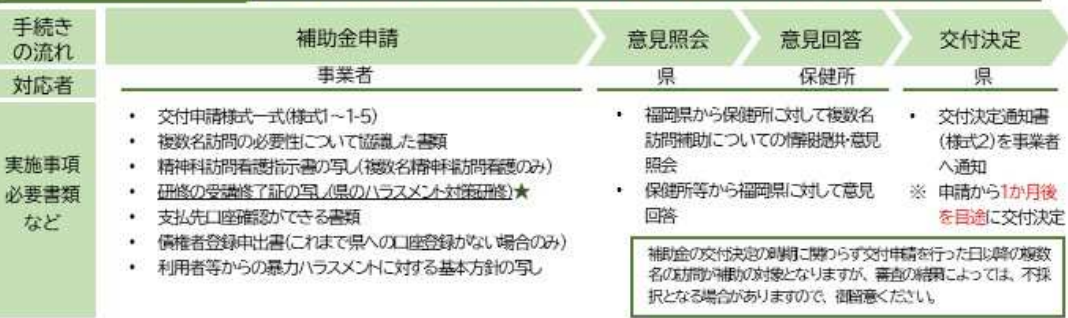 手続き
の流れ
補助金申請
意見照会
意見回答
交付決定
対応者
事業者
県
保健所
県
実施事項
必要書類
など
• 交付申請様式一式(様式1～1-5)
• 複数名訪問の必要性について協議した書類
• 精神科訪問看護指示書の写し(複数名精神科訪問看護のみ)
• 研修の受講修了証の写し(県のハラスメント対策研修)★
• 支払先口座確認ができる書類
• 債権者登録申出書(これまで県への口座登録がない場合のみ)
• 利用者等からの暴力ハラスメントに対する基本方針の写し
• 福岡県から保健所に対して複数名
訪問補助についての情報提供・意見
照会
• 保健所等から福岡県に対して意見
回答
• 交付決定通知書
(様式2)を事業者
へ通知
※ 申請から1か月後
を目途に交付決定
補助金の交付決定の時期に関わらず交付申請を行った日以降の複数
名の訪問が補助の対象となりますが、審査の結果によっては、不採
択となる場合がありますので、御留意ください。